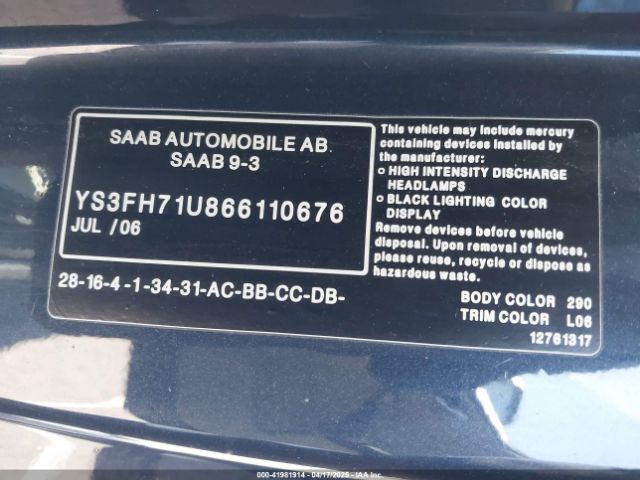 SAAB AUTOMOBILE AB
SAAB 9-3
YS3FH71U866110676
JUL /06
28-16-4 -1-34-31-AC-BB-CC-DB-
This vehicle may include mercury
containing devices installed by
the manufacturer:
o HIGH INTENSITY DISCHARGE
HEADLAMPS
o BLACK LIGHTING COLOR
DISPLAY
Remove devices before vehicle
disposal. Upon removal of devices,
please reuse, recycle or dispose as
hazardous waste.
BODY COLOR 290
TRIM COLOR L06
12761317
000-41981914 - 04/17/2025 - IAAI Inc.